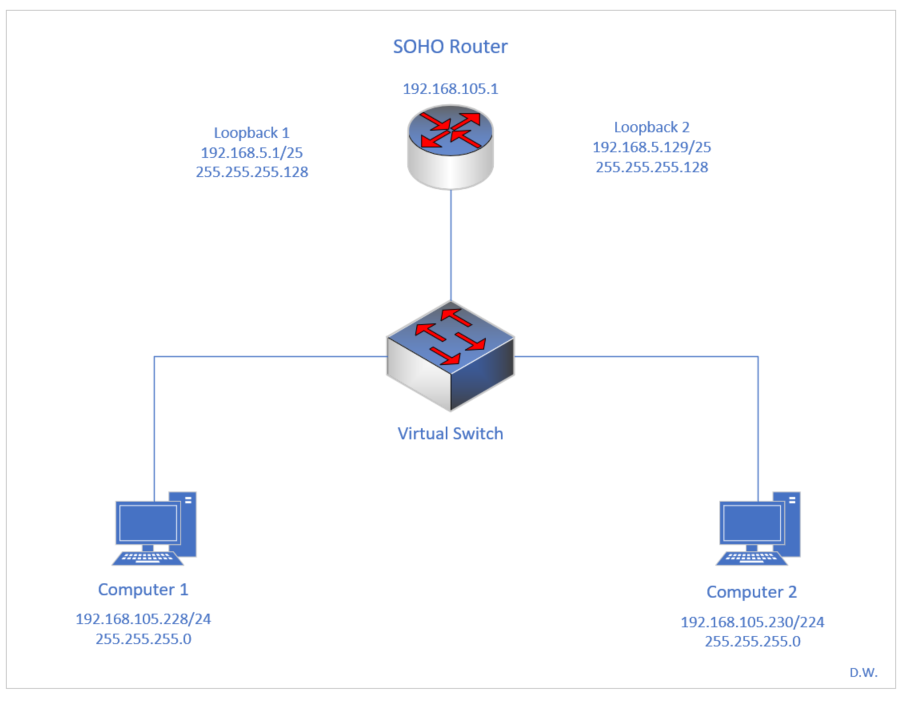 SOHO Router
192.168.105.1
Loopback 1
192.168.5.1/25
255.255.255.128
Loopback 2
192.168.5.129/25
255.255.255.128
Virtual Switch
Computer 1
192.168.105.228/24
255.255.255.0
Computer 2
192.168.105.230/224
255.255.255.0
D.W.